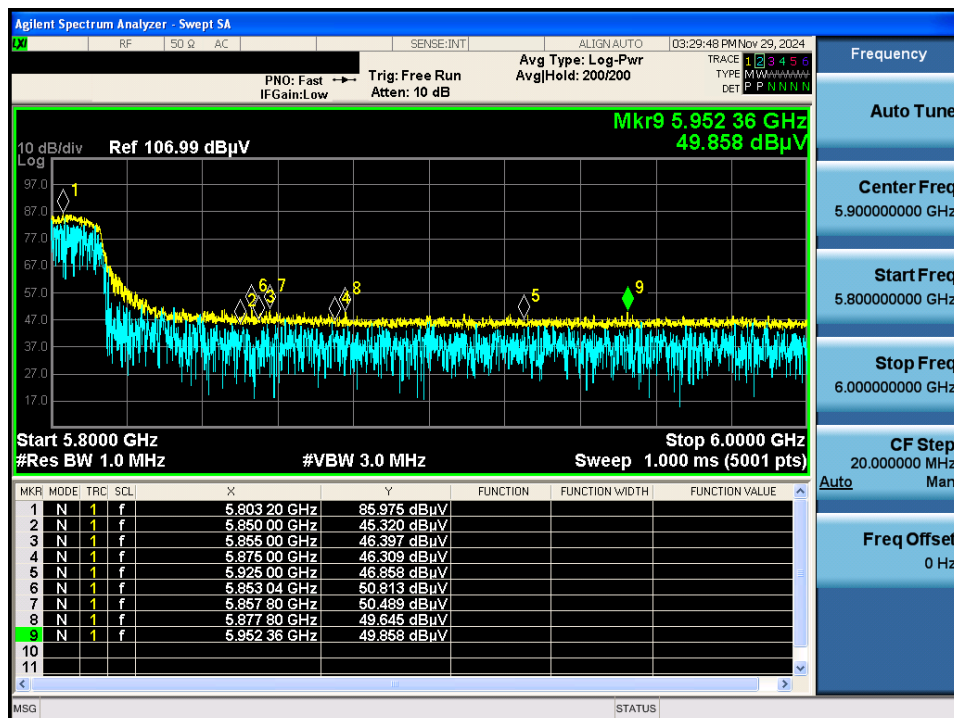 Agilent Spectrum Analyzer - Swept SA
LXI RF 50 Ω AC SENSE:INT ALIGN AUTO 03:29:48 PM Nov 29, 2024
PNO: Fast
IFGain:Low
Trig: Free Run
Atten: 10 dB
Avg Type: Log-Pwr
Avg|Hold: 200/200
TRACE 1 2 3 4 5 6
TYPE M W W W W W
DET P P N N N N
Mkr9 5.952 36 GHz
49.858 dBµV
10 dB/div Ref 106.99 dBµV
Log
97.0
87.0
77.0
67.0
57.0
47.0
37.0
27.0
17.0
1
2
6
3
7
4
8
5
9
Start 5.8000 GHz Stop 6.0000 GHz
#Res BW 1.0 MHz #VBW 3.0 MHz Sweep 1.000 ms (5001 pts)
MKR MODE TRC SCL X Y FUNCTION FUNCTION WIDTH FUNCTION VALUE
1 N 1 f 5.803 20 GHz 85.975 dBµV
2 N 1 f 5.850 00 GHz 45.320 dBµV
3 N 1 f 5.855 00 GHz 46.397 dBµV
4 N 1 f 5.875 00 GHz 46.309 dBµV
5 N 1 f 5.925 00 GHz 46.858 dBµV
6 N 1 f 5.853 04 GHz 50.813 dBµV
7 N 1 f 5.857 80 GHz 50.489 dBµV
8 N 1 f 5.877 80 GHz 49.645 dBµV
9 N 1 f 5.952 36 GHz 49.858 dBµV
10
11
MSG STATUS
Frequency
Auto Tune
Center Freq
5.900000000 GHz
Start Freq
5.800000000 GHz
Stop Freq
6.000000000 GHz
CF Step
20.000000 MHz
Auto Man
Freq Offset
0 Hz